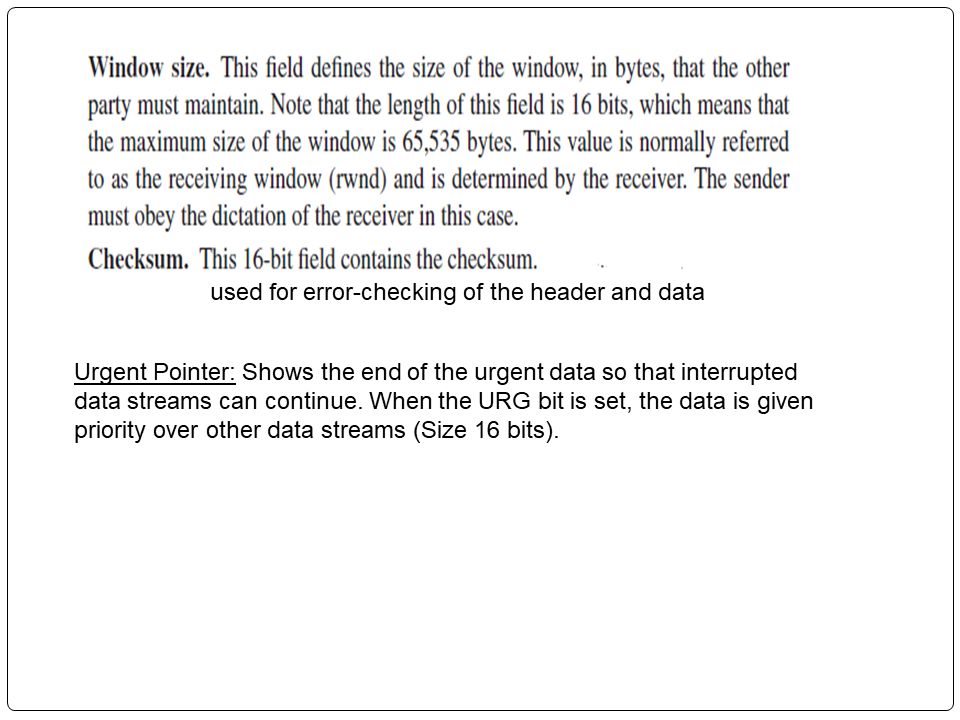 Window size. This field defines the size of the window, in bytes, that the other
party must maintain. Note that the length of this field is 16 bits, which means that
the maximum size of the window is 65,535 bytes. This value is normally referred
to as the receiving window (rwnd) and is determined by the receiver. The sender
must obey the dictation of the receiver in this case.
Checksum. This 16-bit field contains the checksum.
used for error-checking of the header and data
Urgent Pointer: Shows the end of the urgent data so that interrupted
data streams can continue. When the URG bit is set, the data is given
priority over other data streams (Size 16 bits).